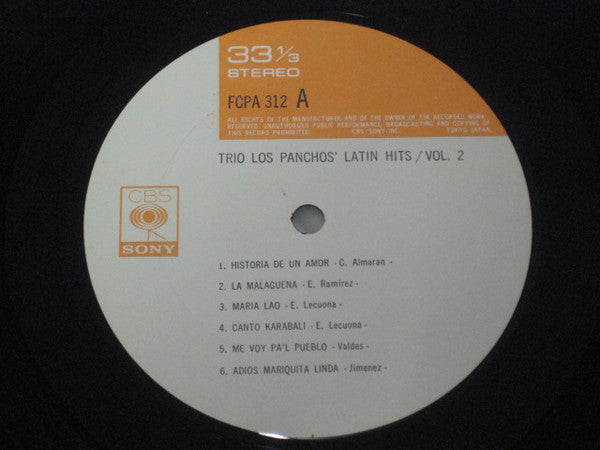 33 1/3
STEREO
FCPA 312 A
ALL RIGHTS OF THE MANUFACTURER AND OF THE OWNER OF THE RECORDED WORK
RESERVED. UNAUTHORIZED PUBLIC PERFORMANCE, BROADCASTING AND COPYING OF
THIS RECORD PROHIBITED. CBS/SONY INC. TOKYO JAPAN.
TRIO LOS PANCHOS' LATIN HITS / VOL. 2
CBS
SONY
1. HISTORIA DE UN AMOR - C. Almaran -
2. LA MALAGUENA - E. Ramirez -
3. MARIA LAO - E. Lecuona -
4. CANTO KARABALI - E. Lecuona -
5. ME VOY PA'L PUEBLO - Valdes -
6. ADIOS MARIQUITA LINDA - Jimenez -